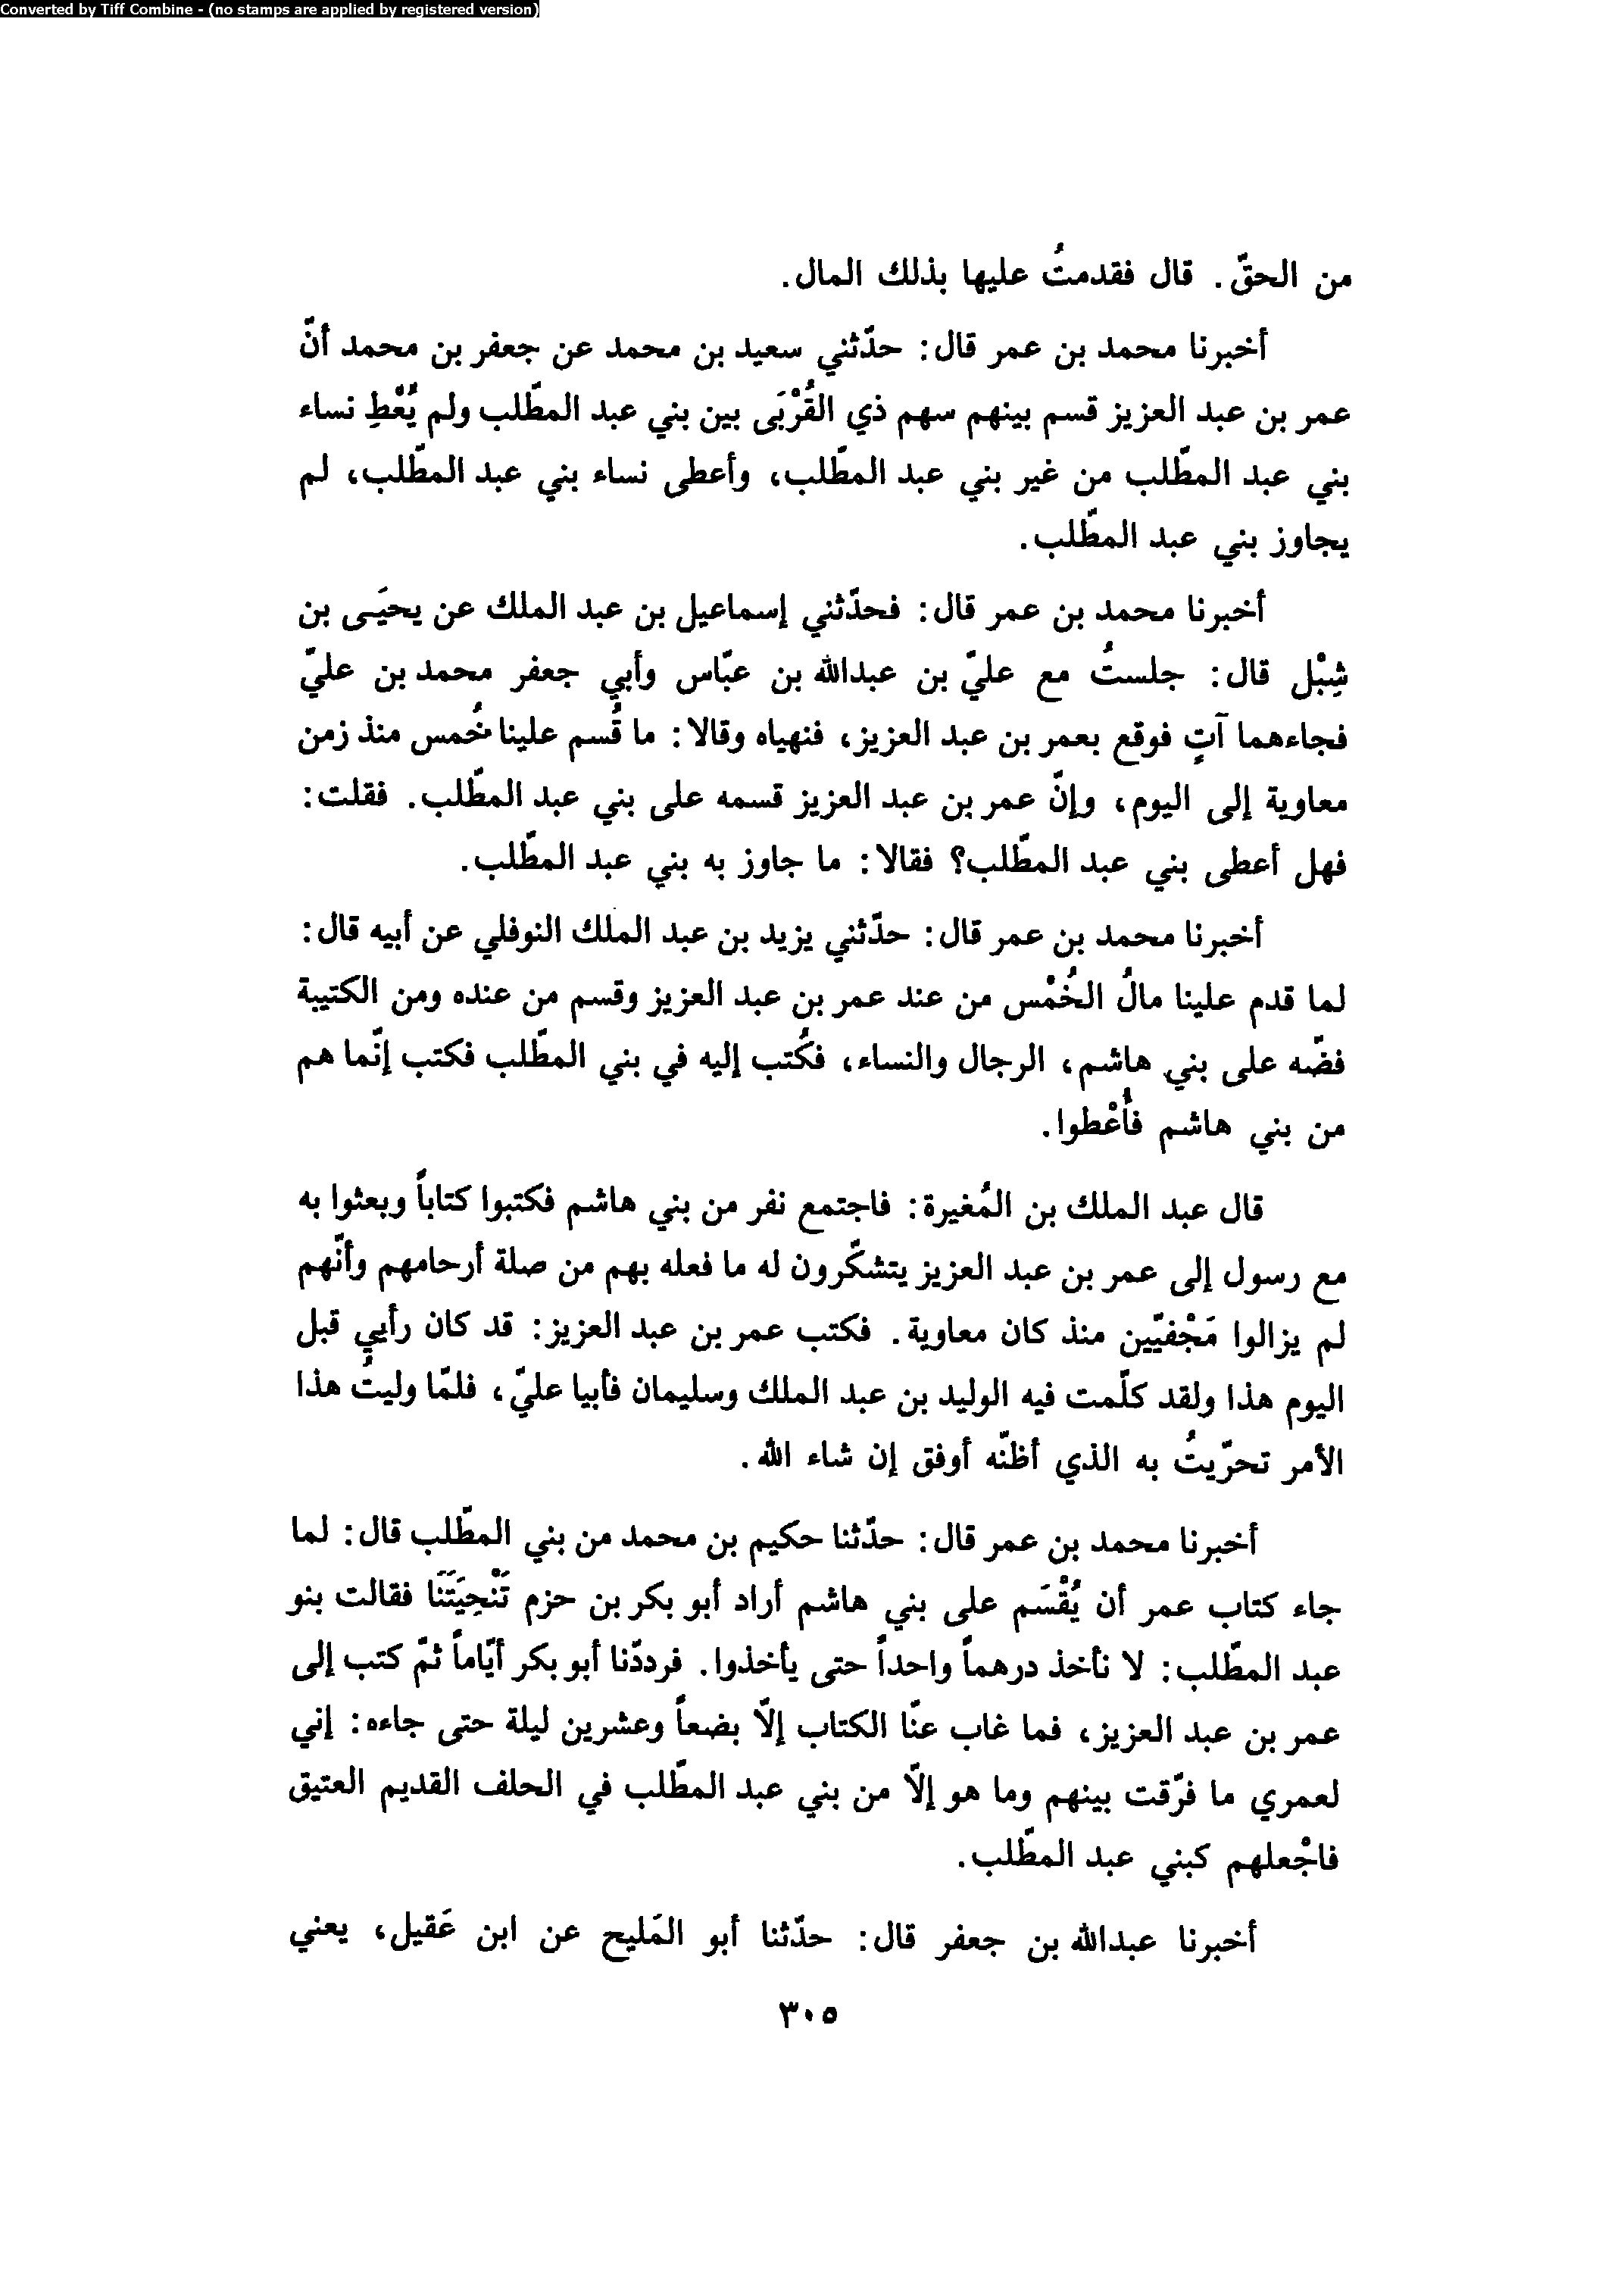 Converted by Tiff Combine - (no stamps are applied by registered version)
من الحقّ. قال فقدمتُ عليها بذلك المال.
أخبرنا محمد بن عمر قال: حدّثني سعيد بن محمد عن جعفر بن محمد أنّ
عمر بن عبد العزيز قسم بينهم سهم ذي القُرْبَى بين بني عبد المطّلب ولم يُعْطِ نساء
بني عبد المطّلب من غير بني عبد المطّلب، وأعطى نساء بني عبد المطّلب، لم
يجاوز بني عبد المطّلب.
أخبرنا محمد بن عمر قال: فحدّثني إسماعيل بن عبد الملك عن يحيَى بن
شِبْل قال: جلستُ مع عليّ بن عبدالله بن عبّاس وأبي جعفر محمد بن عليّ
فجاءهما آتٍ فوقع بعمر بن عبد العزيز، فنهياه وقالا: ما قُسم علينا خُمس منذ زمن
معاوية إلى اليوم، وإنّ عمر بن عبد العزيز قسمه على بني عبد المطّلب. فقلت:
فهل أعطى بني عبد المطّلب؟ فقالا: ما جاوز به بني عبد المطّلب.
أخبرنا محمد بن عمر قال: حدّثني يزيد بن عبد الملك النوفلي عن أبيه قال:
لما قدم علينا مالُ الخُمْس من عند عمر بن عبد العزيز وقسم من عنده ومن الكتيبة
فضّه على بني هاشم، الرجال والنساء، فكُتب إليه في بني المطّلب فكتب إنّما هم
من بني هاشم فأُعْطوا.
قال عبد الملك بن المُغيرة: فاجتمع نفر من بني هاشم فكتبوا كتاباً وبعثوا به
مع رسول إلى عمر بن عبد العزيز يتشكّرون له ما فعله بهم من صلة أرحامهم وأنّهم
لم يزالوا مَجْفيّين منذ كان معاوية. فكتب عمر بن عبد العزيز: قد كان رأيي قبل
اليوم هذا ولقد كلّمت فيه الوليد بن عبد الملك وسليمان فأبيا عليّ، فلمّا وليتُ هذا
الأمر تحرّيتُ به الذي أظنّه أوفق إن شاء الله.
أخبرنا محمد بن عمر قال: حدّثنا حكيم بن محمد من بني المطّلب قال: لما
جاء كتاب عمر أن يُقْسَم على بني هاشم أراد أبو بكر بن حزم تَنْحِيَتَنَا فقالت بنو
عبد المطّلب: لا نأخذ درهماً واحداً حتى يأخذوا. فرددّنا أبو بكر أيّاماً ثمّ كتب إلى
عمر بن عبد العزيز، فما غاب عنّا الكتاب إلاّ بضعاً وعشرين ليلة حتى جاءه: إني
لعمري ما فرّقت بينهم وما هو إلاّ من بني عبد المطّلب في الحلف القديم العتيق
فاجْعلهم كبني عبد المطّلب.
أخبرنا عبدالله بن جعفر قال: حدّثنا أبو المَليح عن ابن عَقيل، يعني
٣٠٥